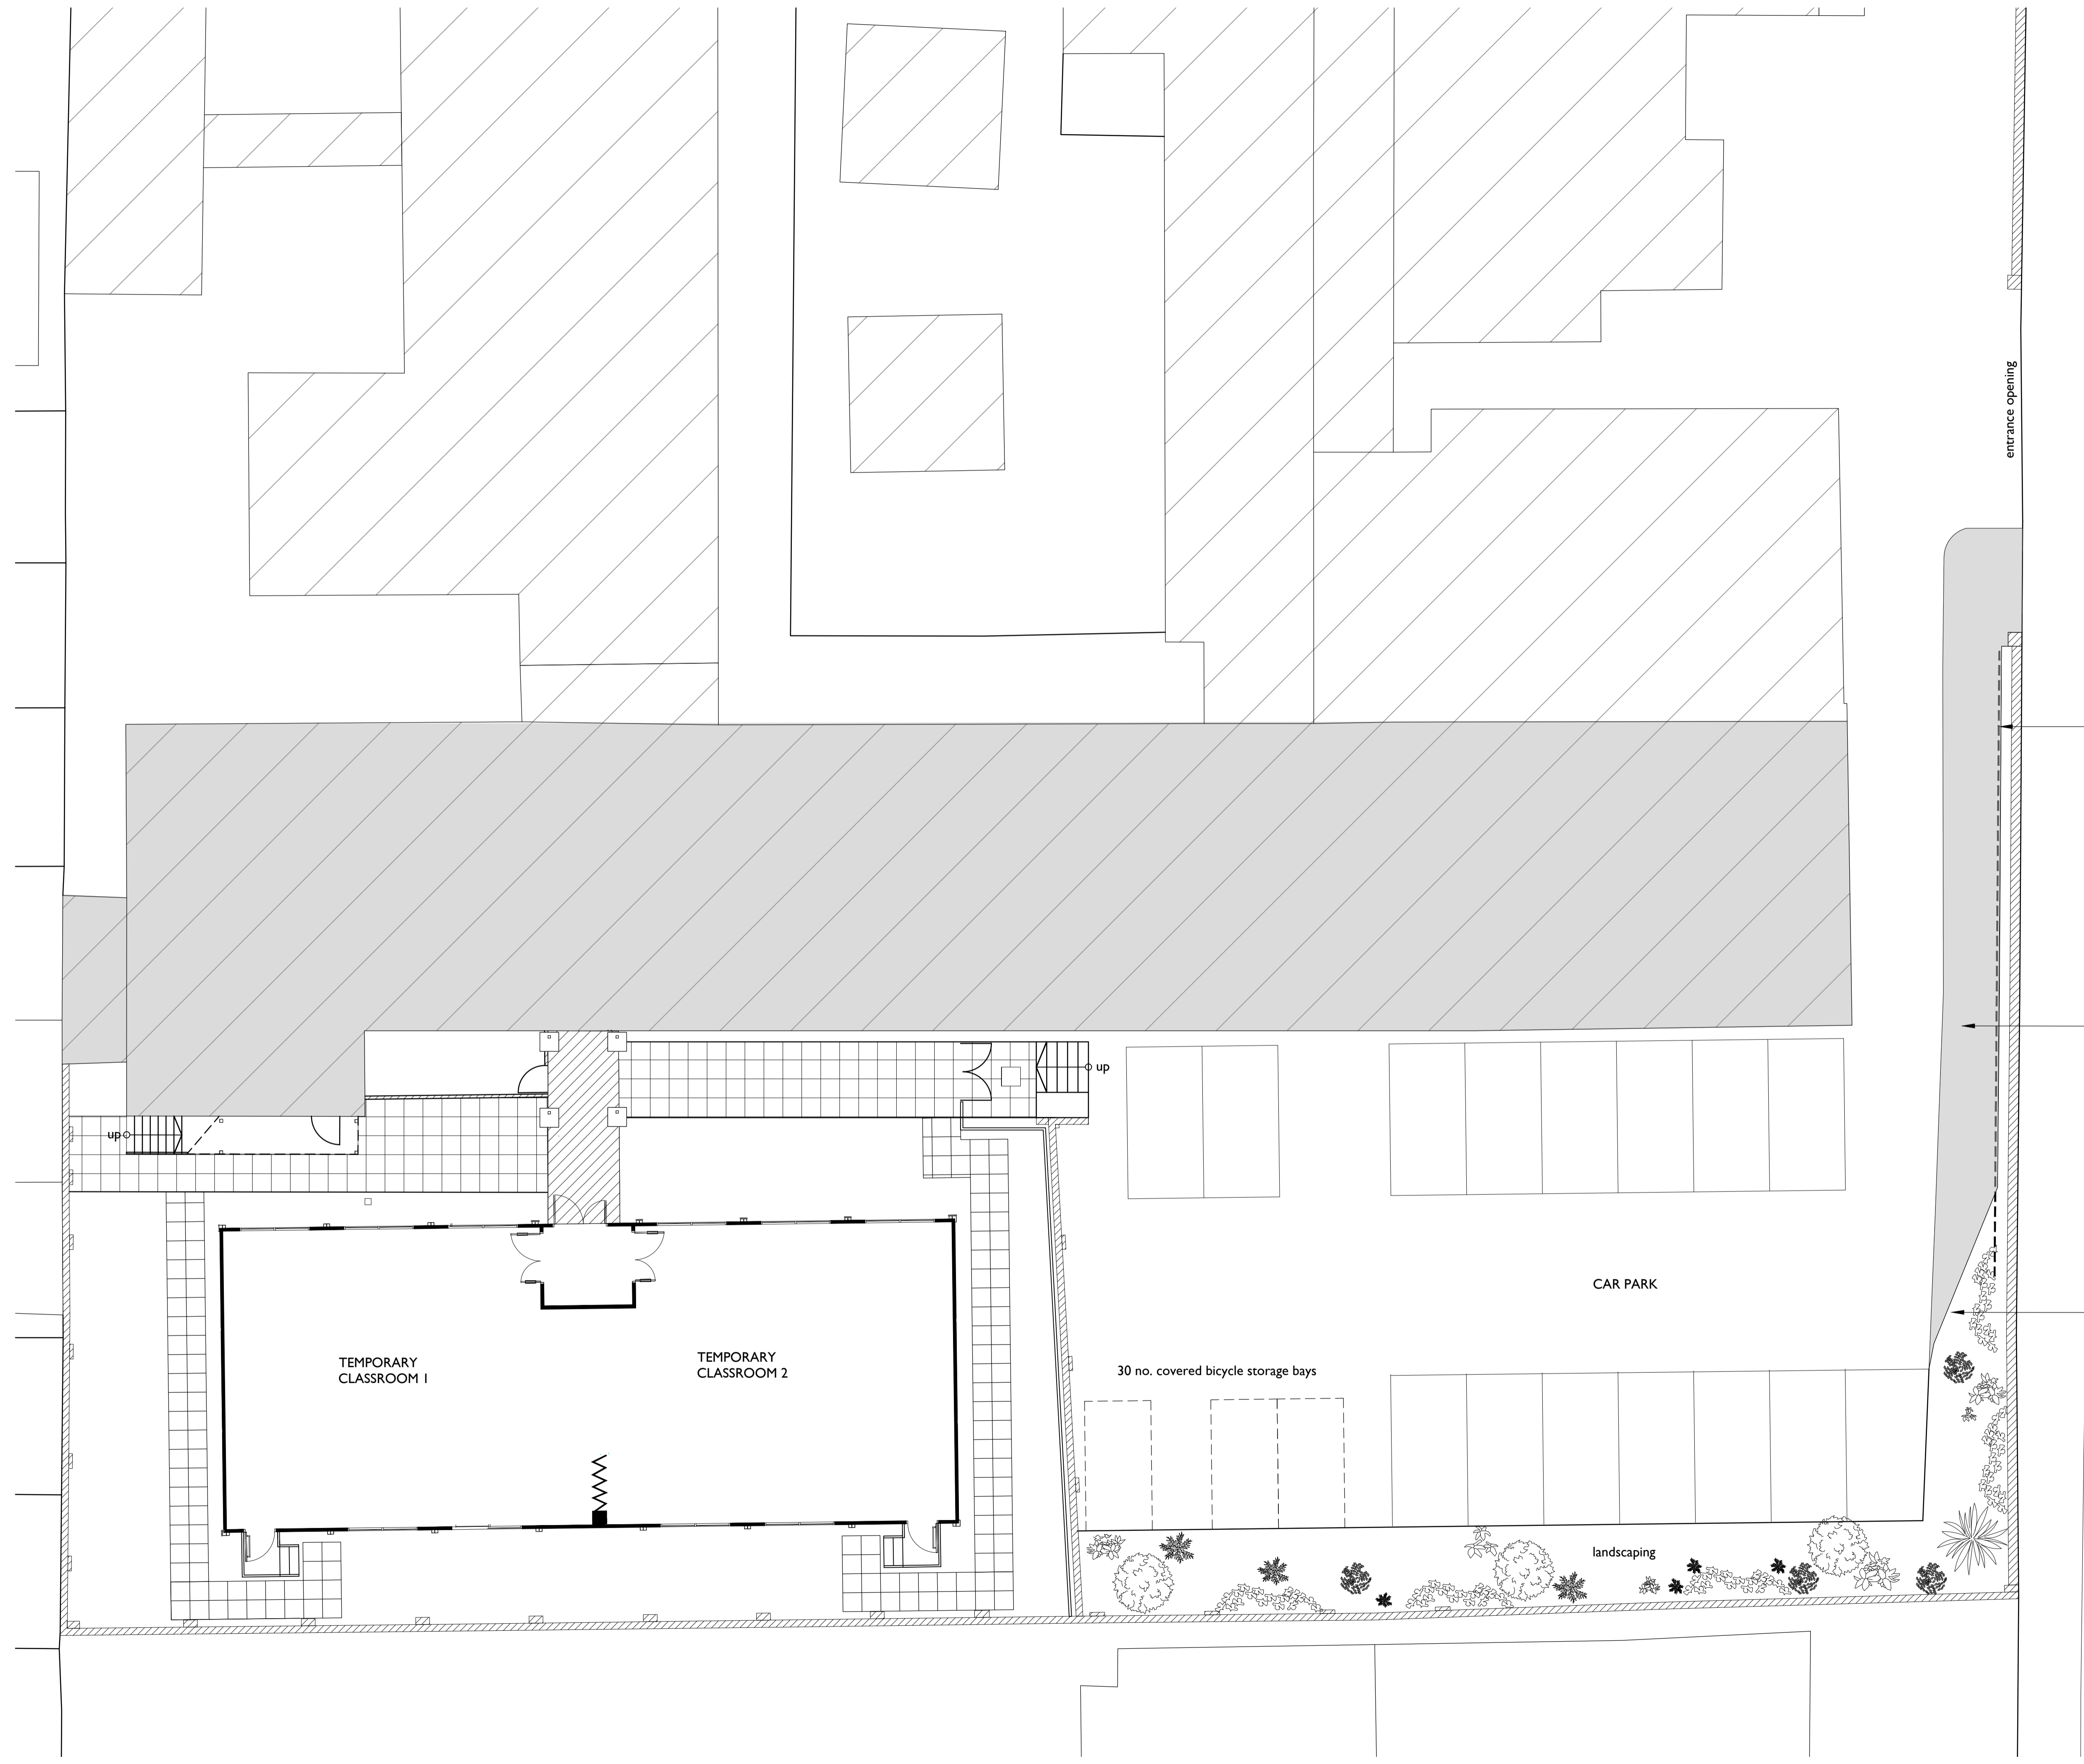 entrance opening
up
up
CAR PARK
TEMPORARY
CLASSROOM 1
TEMPORARY
CLASSROOM 2
30 no. covered bicycle storage bays
landscaping